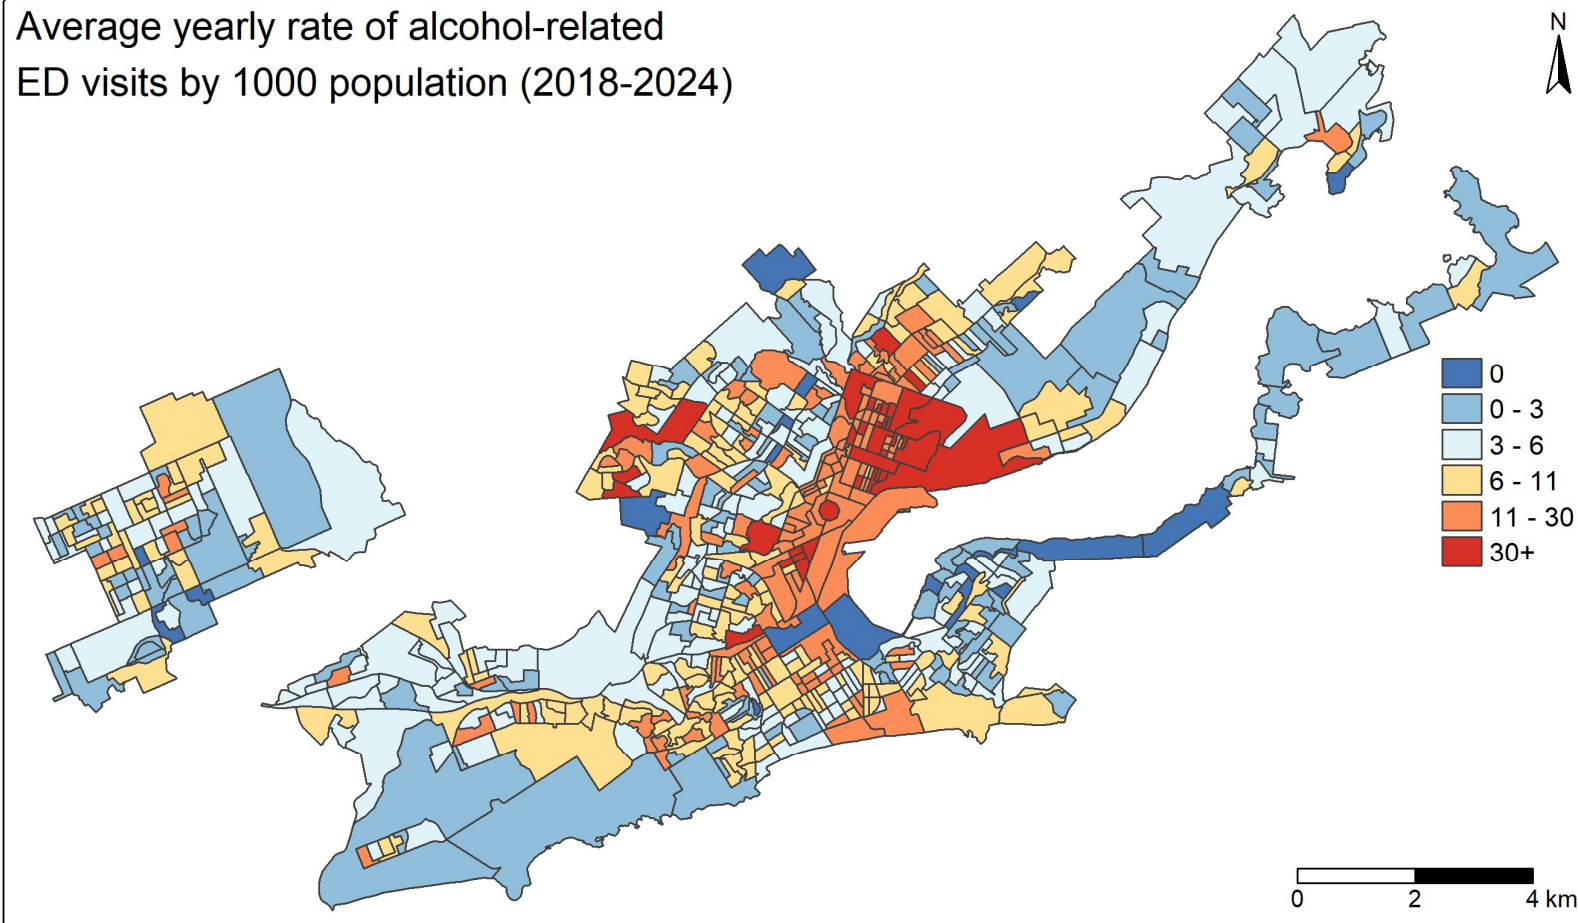 Average yearly rate of alcohol-related
ED visits by 1000 population (2018-2024)
N
0
0 - 3
3 - 6
6 - 11
11 - 30
30+
0 2 4 km